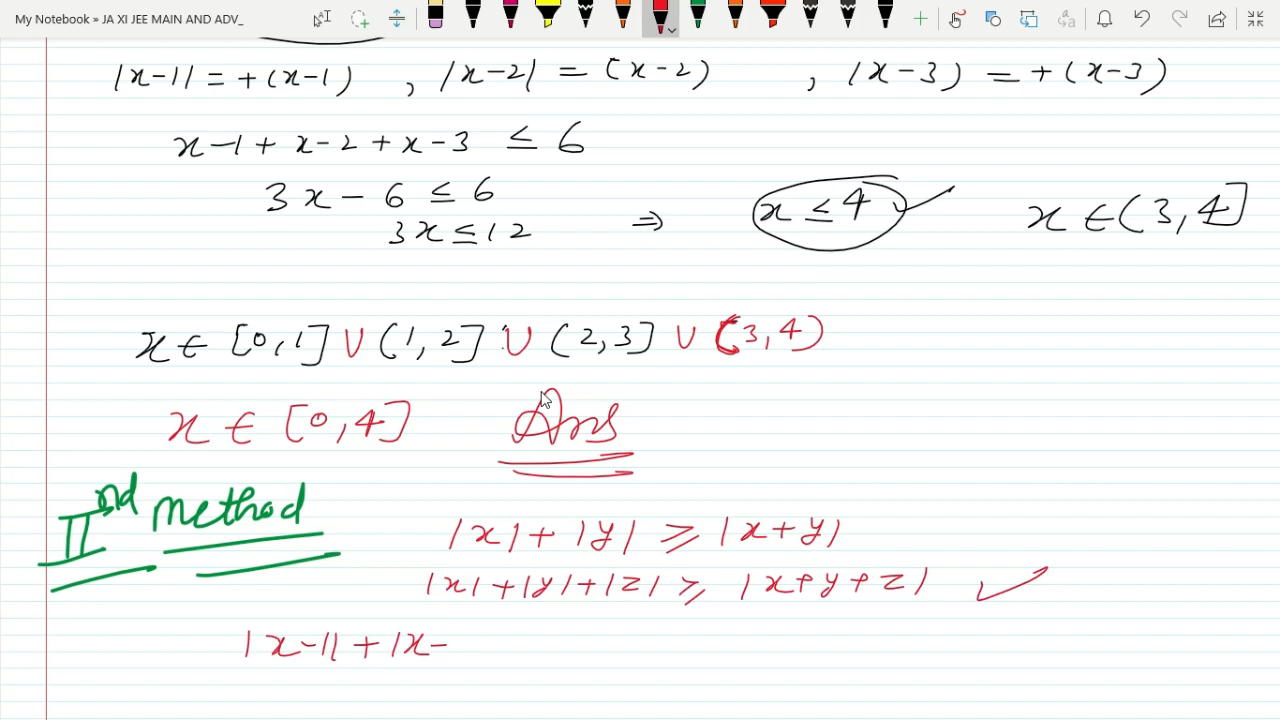 My Notebook » JA XI JEE MAIN AND ADV_
|x-1| = +(x-1) , |x-2| = (x-2) , |x-3) = +(x-3)
x-1 + x-2 + x-3 ≤ 6
3x - 6 ≤ 6
3x ≤ 12 ⇒ x ≤ 4 ✓ x ∈ (3,4]
x ∈ [0,1] ∪ (1,2] ∪ (2,3] ∪ (3,4)
x ∈ [0,4] Ans
IInd method
|x| + |y| ≥ |x+y|
|x| + |y| + |z| ≥ |x+y+z| ✓
|x-1| + |x-